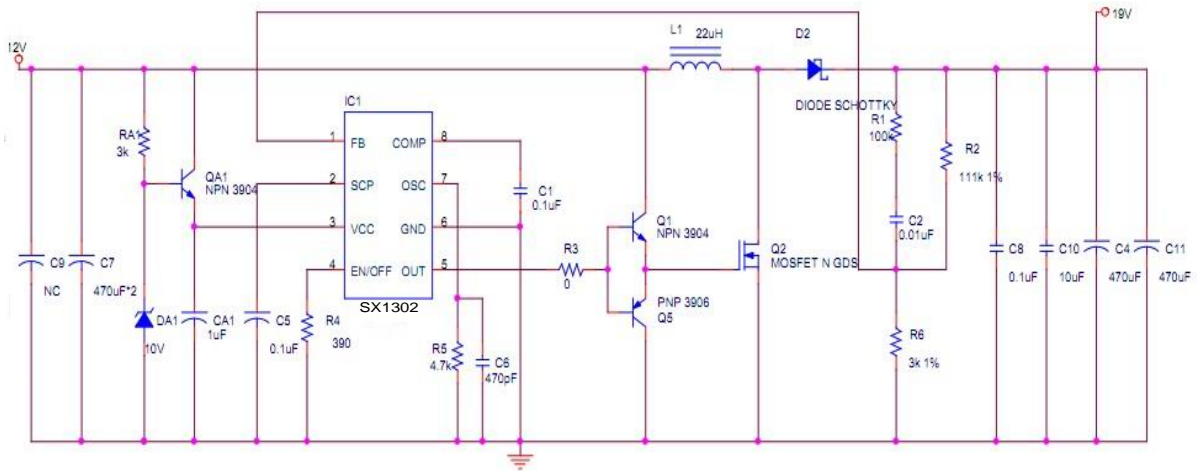 19V
12V
L1
22uH
D2
DIODE SCHOTTKY
RA1
3k
QA1
NPN 3904
IC1
1
FB
COMP
8
2
SCP
OSC
7
3
VCC
GND
6
4
EN/OFF
OUT
5
SX1302
C1
0.1uF
R3
0
Q1
NPN 3904
Q2
MOSFET N GDS
PNP 3906
Q5
R1
100k
R2
111k 1%
C2
0.01uF
C9
NC
C7
470uF*2
DA1
10V
CA1
1uF
C5
0.1uF
R4
390
R5
4.7k
C6
470pF
R6
3k 1%
C8
0.1uF
C10
10uF
C4
470uF
C11
470uF